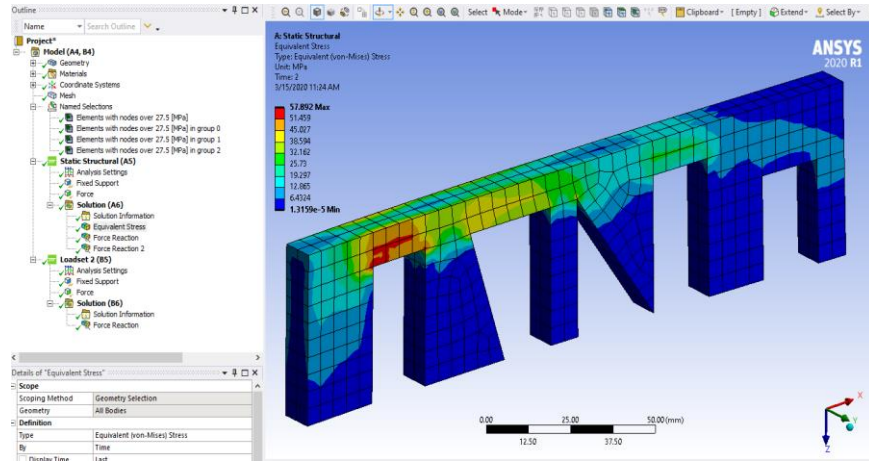 Outline
Name
Search Outline
Select
Mode
Clipboard
[ Empty ]
Extend
Select By
Project*
Model (A4, B4)
Geometry
Materials
Coordinate Systems
Mesh
Named Selections
Elements with nodes over 27.5 [MPa]
Elements with nodes over 27.5 [MPa] in group 0
Elements with nodes over 27.5 [MPa] in group 1
Elements with nodes over 27.5 [MPa] in group 2
Static Structural (A5)
Analysis Settings
Fixed Support
Force
Solution (A6)
Solution Information
Equivalent Stress
Force Reaction
Force Reaction 2
Loadset 2 (B5)
Analysis Settings
Fixed Support
Force
Solution (B6)
Solution Information
Force Reaction
Details of "Equivalent Stress"
Scope
Scoping Method Geometry Selection
Geometry All Bodies
Definition
Type Equivalent (von-Mises) Stress
By Time
Display Time Last
A: Static Structural
Equivalent Stress
Type: Equivalent (von-Mises) Stress
Unit: MPa
Time: 2
3/15/2020 11:24 AM
57.892 Max
51.459
45.027
38.594
32.162
25.73
19.297
12.865
6.4324
1.3159e-5 Min
ANSYS
2020 R1
0.00 25.00 50.00 (mm)
12.50 37.50
X
Y
Z